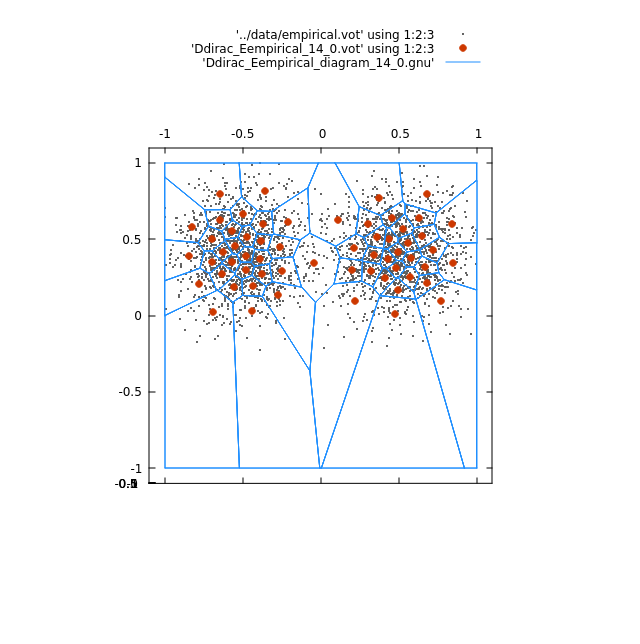 '../data/empirical.vot' using 1:2:3
'Ddirac_Eempirical_14_0.vot' using 1:2:3
'Ddirac_Eempirical_diagram_14_0.gnu'
-1 -0.5 0 0.5 1
1
0.5
0
-0.5
-1